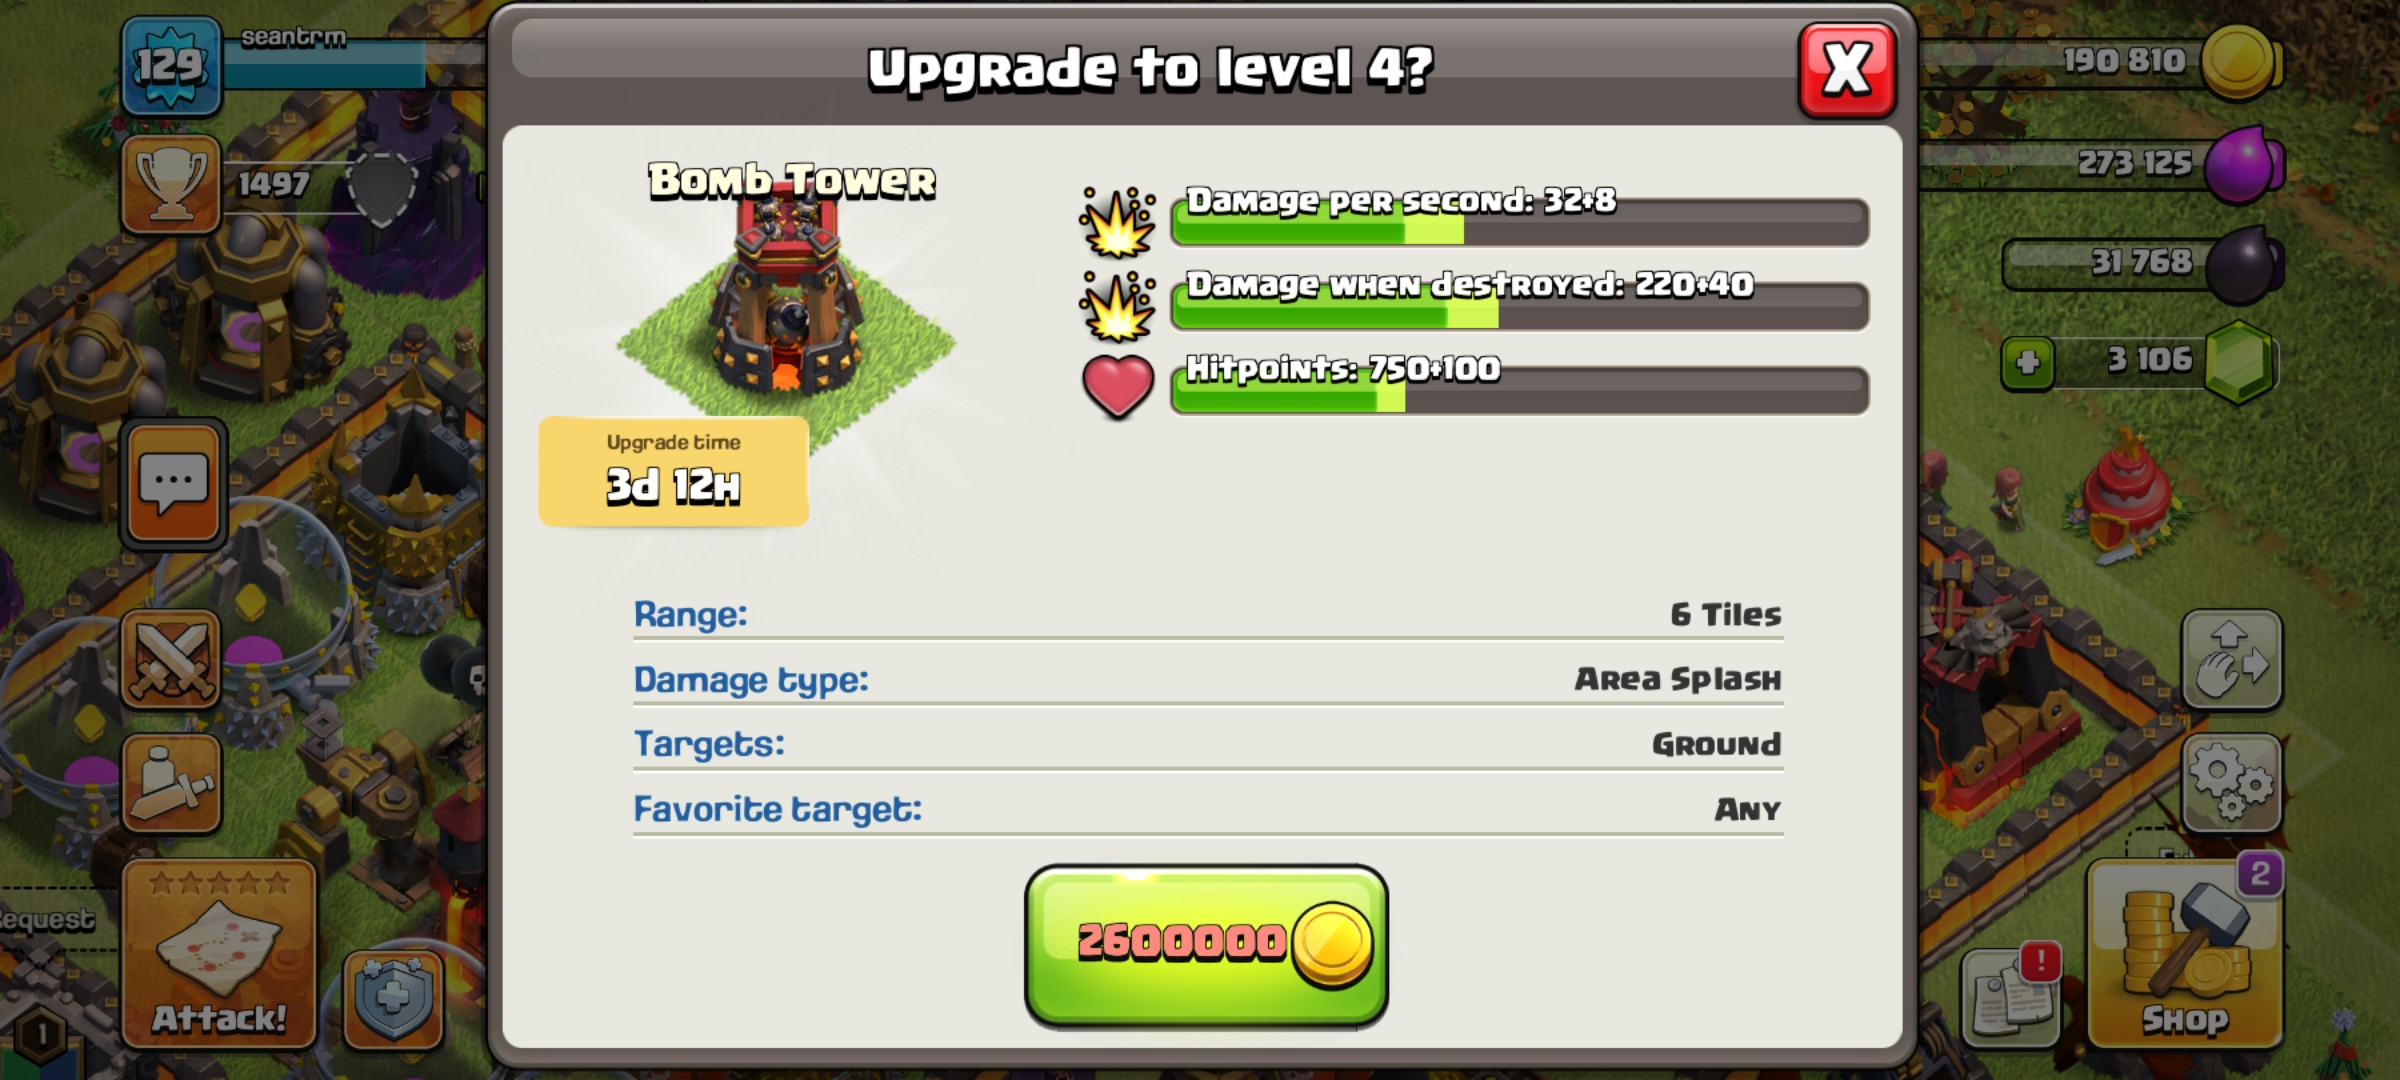 129
seantrm
1497
Upgrade to level 4?
X
190 810
273 125
31 768
3 106
Bomb Tower
Damage per second: 32+8
Damage when destroyed: 220+40
Hitpoints: 750+100
Upgrade time
3d 12H
Range: 6 Tiles
Damage type: Area Splash
Targets: Ground
Favorite target: Any
2600000
Request
Attack!
1
2
!
Shop